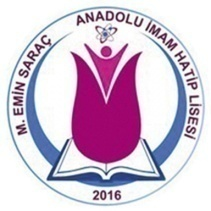 M. EMİN SARAÇ
ANADOLU İMAM HATİP LİSESİ
2016